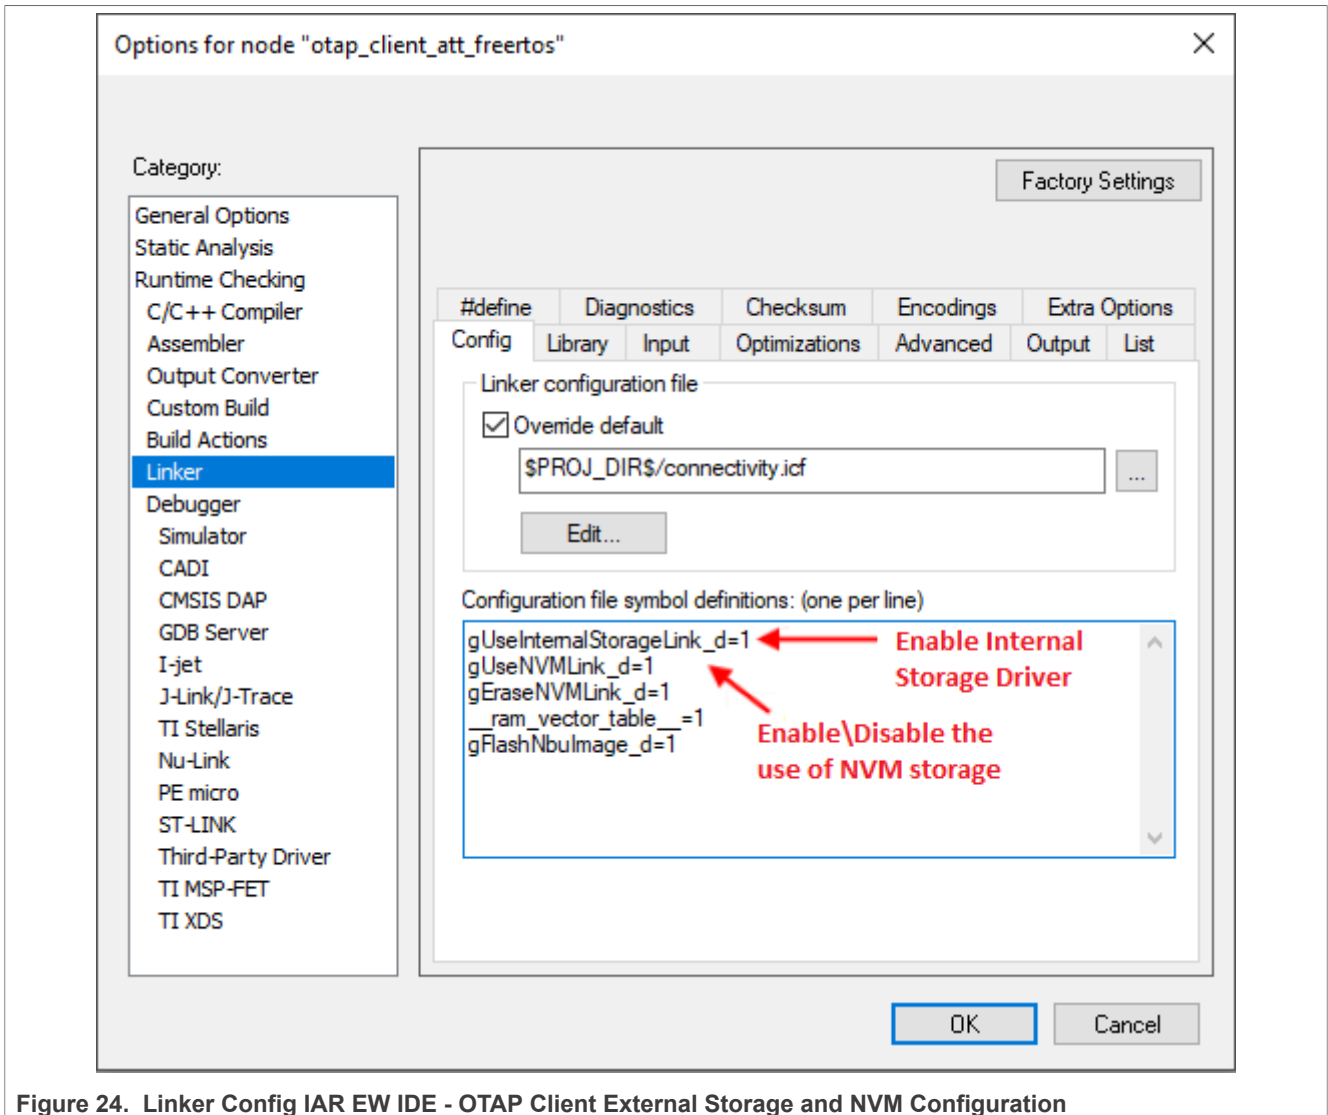 Options for node "otap_client_att_freertos"
Category:
General Options
Static Analysis
Runtime Checking
C/C++ Compiler
Assembler
Output Converter
Custom Build
Build Actions
Linker
Debugger
Simulator
CADI
CMSIS DAP
GDB Server
I-jet
J-Link/J-Trace
TI Stellaris
Nu-Link
PE micro
ST-LINK
Third-Party Driver
TI MSP-FET
TI XDS
Factory Settings
#define Diagnostics Checksum Encodings Extra Options
Config Library Input Optimizations Advanced Output List
Linker configuration file
Override default
$PROJ_DIR$/connectivity.icf
...
Edit...
Configuration file symbol definitions: (one per line)
gUseInternalStorageLink_d=1
gUseNVMLink_d=1
gEraseNVMLink_d=1
__ram_vector_table__=1
gFlashNbuImage_d=1
Enable Internal
Storage Driver
Enable\Disable the
use of NVM storage
OK Cancel
Figure 24. Linker Config IAR EW IDE - OTAP Client External Storage and NVM Configuration